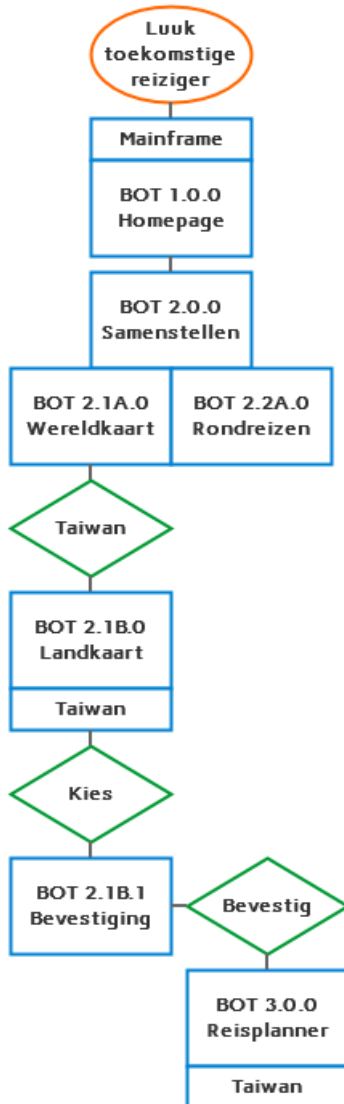 Luuk
toekomstige
reiziger
Mainframe
BOT 1.0.0
Homepage
BOT 2.0.0
Samenstellen
BOT 2.1A.0
Wereldkaart
BOT 2.2A.0
Rondreizen
Taiwan
BOT 2.1B.0
Landkaart
Taiwan
Kies
BOT 2.1B.1
Bevestiging
Bevestig
BOT 3.0.0
Reisplanner
Taiwan